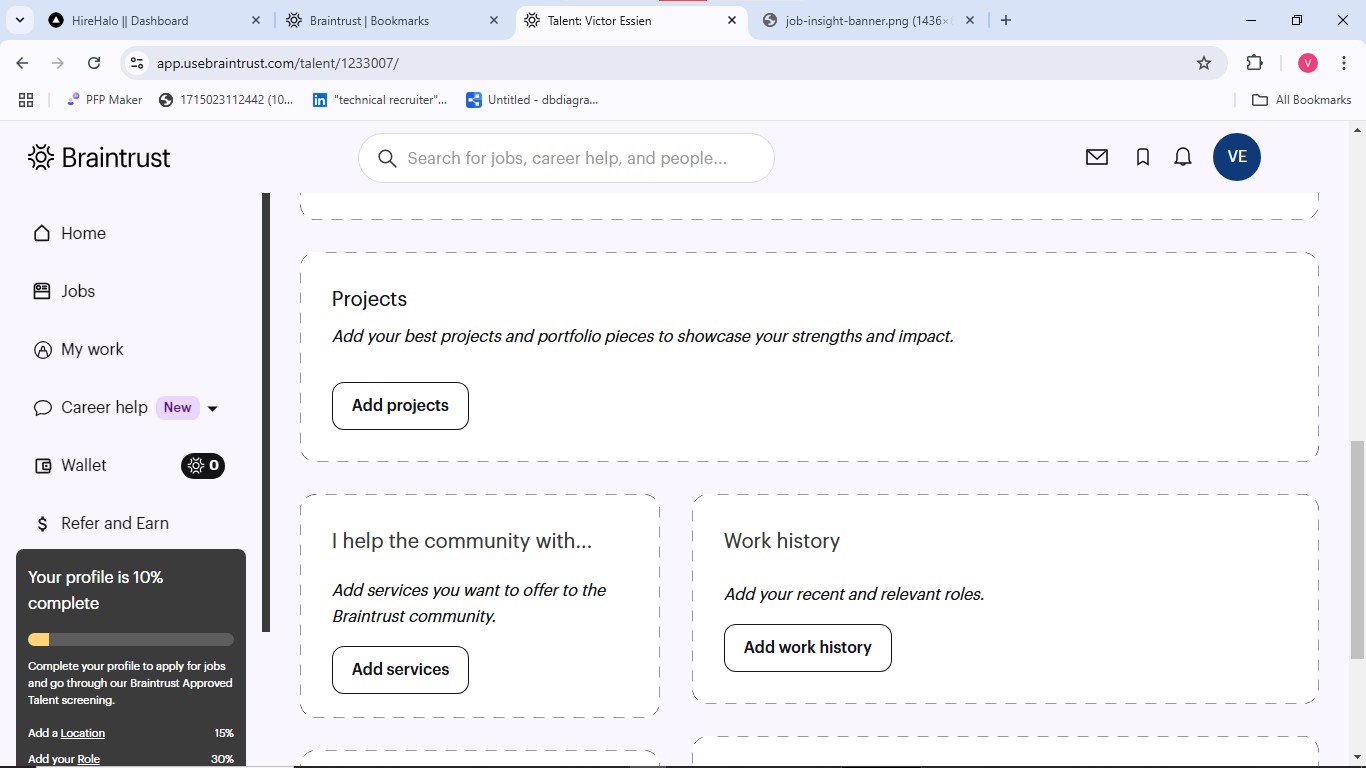 HireHalo || Dashboard
Braintrust | Bookmarks
Talent: Victor Essien
job-insight-banner.png (1436×
app.usebraintrust.com/talent/1233007/
V
PFP Maker
1715023112442 (10...
"technical recruiter"...
Untitled - dbdiagra...
All Bookmarks
Braintrust
Search for jobs, career help, and people...
VE
Home
Jobs
My work
Career help New
Wallet 0
Refer and Earn
Your profile is 10%
complete
Complete your profile to apply for jobs
and go through our Braintrust Approved
Talent screening.
Add a Location 15%
Add your Role 30%
Projects
Add your best projects and portfolio pieces to showcase your strengths and impact.
Add projects
I help the community with...
Add services you want to offer to the
Braintrust community.
Add services
Work history
Add your recent and relevant roles.
Add work history